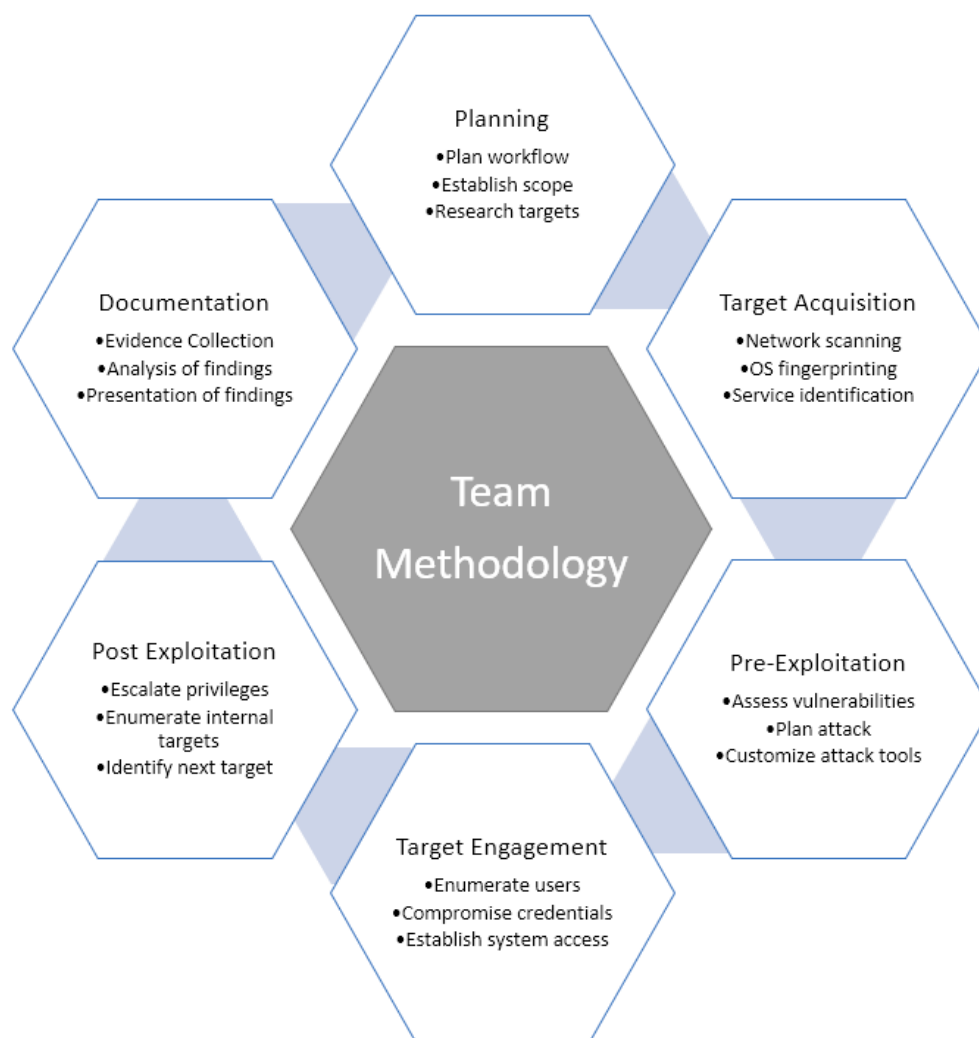 Planning
•Plan workflow
•Establish scope
•Research targets
Target Acquisition
•Network scanning
•OS fingerprinting
•Service identification
Pre-Exploitation
•Assess vulnerabilities
•Plan attack
•Customize attack tools
Target Engagement
•Enumerate users
•Compromise credentials
•Establish system access
Post Exploitation
•Escalate privileges
•Enumerate internal
targets
•Identify next target
Documentation
•Evidence Collection
•Analysis of findings
•Presentation of findings
Team
Methodology